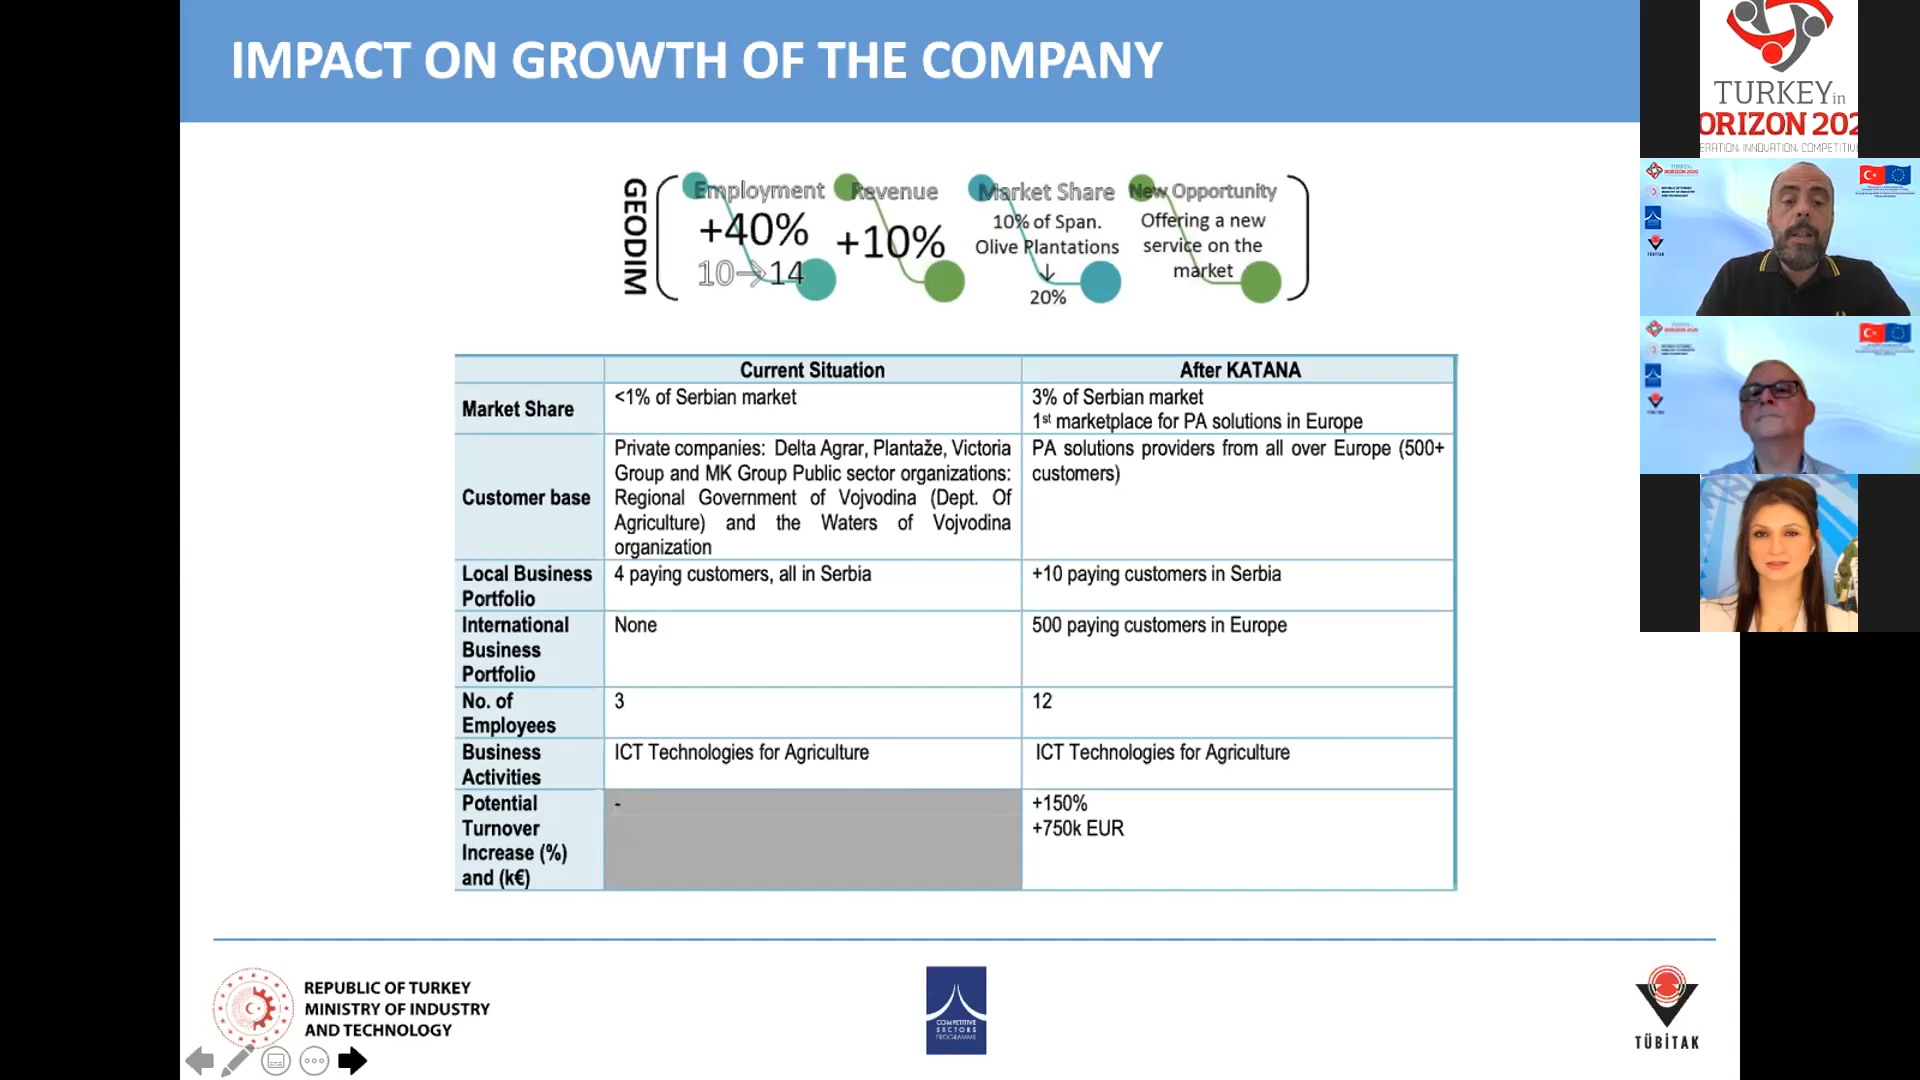 IMPACT ON GROWTH OF THE COMPANY
GEODIM
Employment
+40%
10→14
Revenue
+10%
Market Share
10% of Span.
Olive Plantations
↓
20%
New Opportunity
Offering a new
service on the
market
Current Situation
After KATANA
Market Share
<1% of Serbian market
3% of Serbian market
1st marketplace for PA solutions in Europe
Customer base
Private companies: Delta Agrar, Plantaže, Victoria
Group and MK Group Public sector organizations:
Regional Government of Vojvodina (Dept. Of
Agriculture) and the Waters of Vojvodina
organization
PA solutions providers from all over Europe (500+
customers)
Local Business
Portfolio
4 paying customers, all in Serbia
+10 paying customers in Serbia
International
Business
Portfolio
None
500 paying customers in Europe
No. of
Employees
3
12
Business
Activities
ICT Technologies for Agriculture
ICT Technologies for Agriculture
Potential
Turnover
Increase (%)
and (k€)
-
+150%
+750k EUR
REPUBLIC OF TURKEY
MINISTRY OF INDUSTRY
AND TECHNOLOGY
COMPETITIVE
SECTORS
PROGRAMME
TÜBİTAK
TURKEY in
ORIZON 202
ERATION, INNOVATION, COMPETITIVE